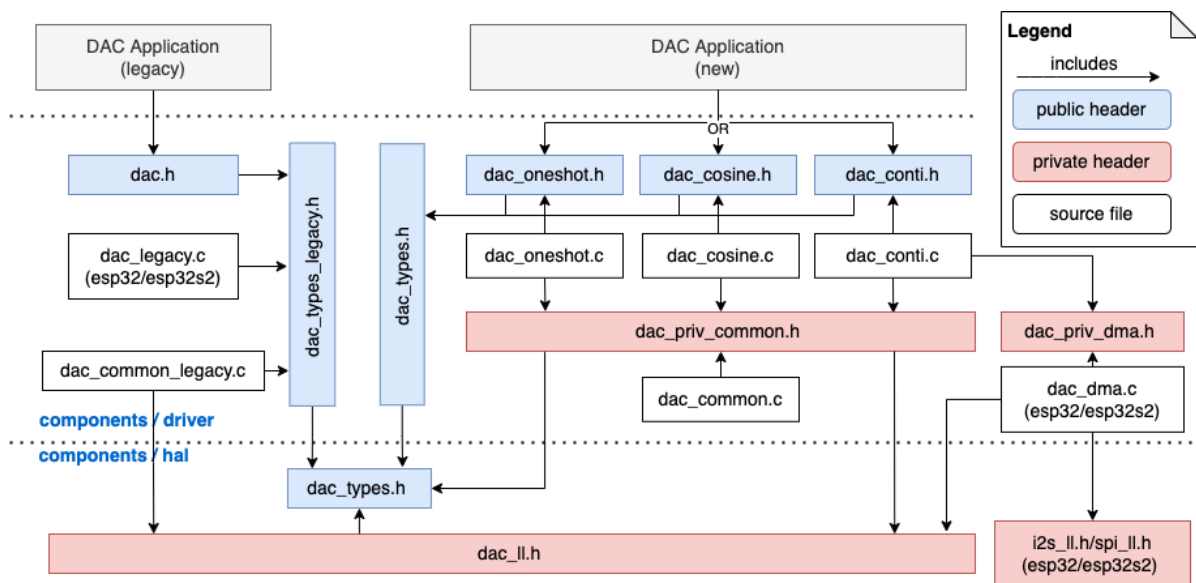 DAC Application
(legacy)
DAC Application
(new)
Legend
includes
public header
private header
source file
OR
dac.h
dac_types_legacy.h
dac_types.h
dac_oneshot.h
dac_cosine.h
dac_conti.h
dac_legacy.c
(esp32/esp32s2)
dac_oneshot.c
dac_cosine.c
dac_conti.c
dac_priv_common.h
dac_priv_dma.h
dac_common_legacy.c
dac_common.c
dac_dma.c
(esp32/esp32s2)
components / driver
components / hal
dac_types.h
dac_ll.h
i2s_ll.h/spi_ll.h
(esp32/esp32s2)